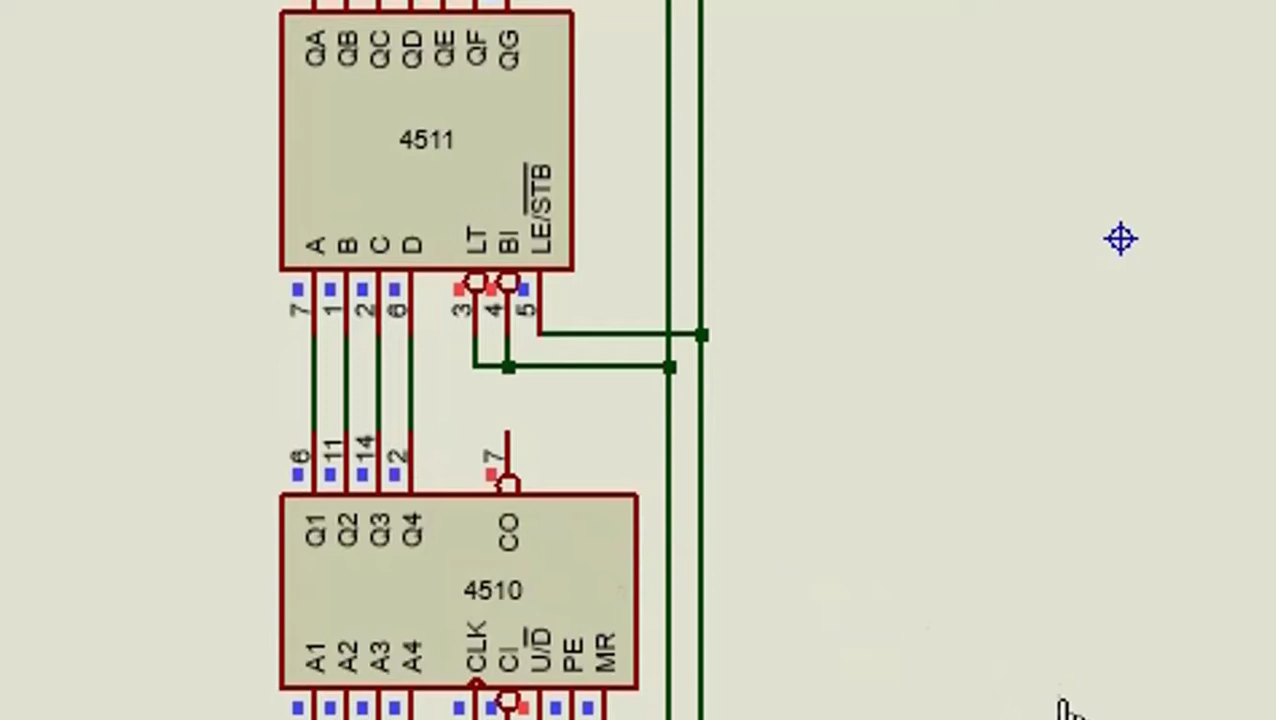 QA QB QC QD QE QF QG
4511
A B C D LT BI LE/STB
7 1 2 6 3 4 5
6 11 14 2 7
Q1 Q2 Q3 Q4 CO
4510
A1 A2 A3 A4 CLK CI U/D PE MR